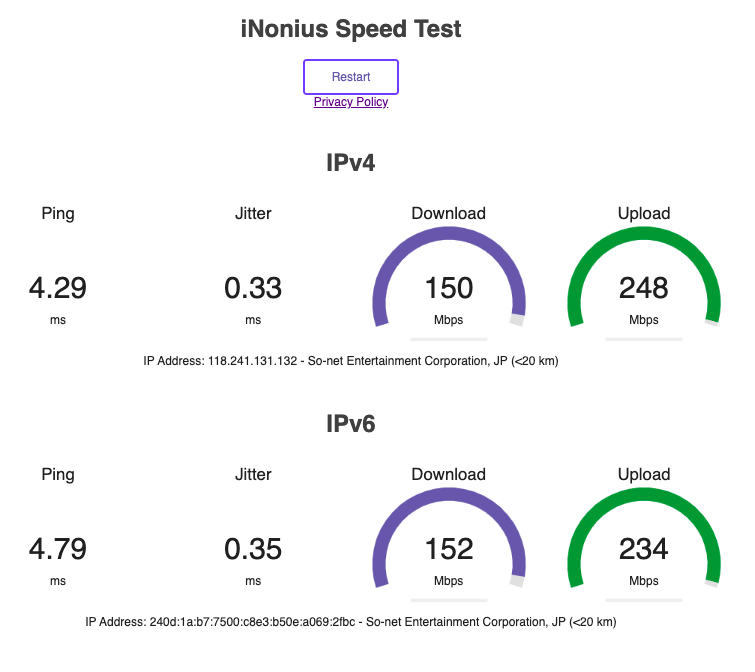 iNonius Speed Test
Restart
Privacy Policy
IPv4
Ping Jitter Download Upload
4.29 0.33 150 248
ms ms Mbps Mbps
IP Address: 118.241.131.132 - So-net Entertainment Corporation, JP (<20 km)
IPv6
Ping Jitter Download Upload
4.79 0.35 152 234
ms ms Mbps Mbps
IP Address: 240d:1a:b7:7500:c8e3:b50e:a069:2fbc - So-net Entertainment Corporation, JP (<20 km)